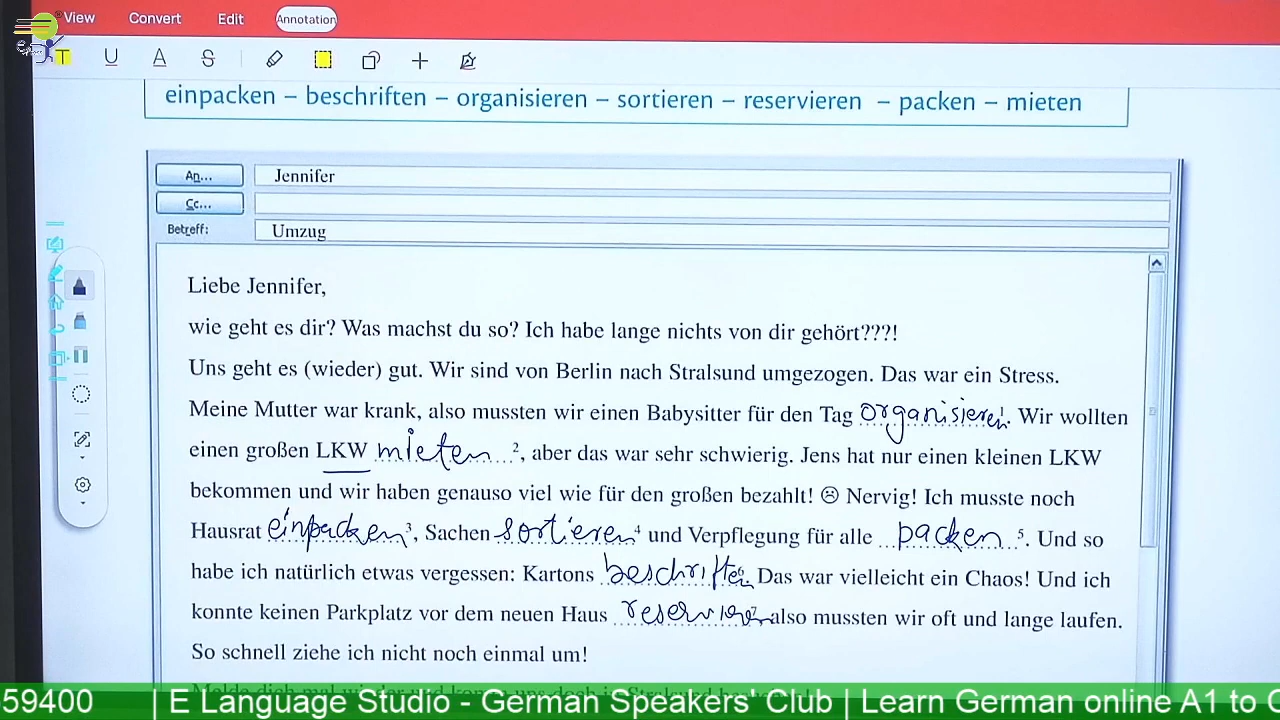 View Convert Edit Annotation
T U A S
einpacken – beschriften – organisieren – sortieren – reservieren – packen – mieten
An... Jennifer
Cc...
Betreff: Umzug
Liebe Jennifer,
wie geht es dir? Was machst du so? Ich habe lange nichts von dir gehört???!
Uns geht es (wieder) gut. Wir sind von Berlin nach Stralsund umgezogen. Das war ein Stress.
Meine Mutter war krank, also mussten wir einen Babysitter für den Tag organisieren¹. Wir wollten
einen großen LKW mieten ², aber das war sehr schwierig. Jens hat nur einen kleinen LKW
bekommen und wir haben genauso viel wie für den großen bezahlt! ☹ Nervig! Ich musste noch
Hausrat einpacken³, Sachen sortieren⁴ und Verpflegung für alle packen ⁵. Und so
habe ich natürlich etwas vergessen: Kartons beschriften⁶. Das war vielleicht ein Chaos! Und ich
konnte keinen Parkplatz vor dem neuen Haus reservieren⁷, also mussten wir oft und lange laufen.
So schnell ziehe ich nicht noch einmal um!
59400 | E Language Studio - German Speakers' Club | Learn German online A1 to C